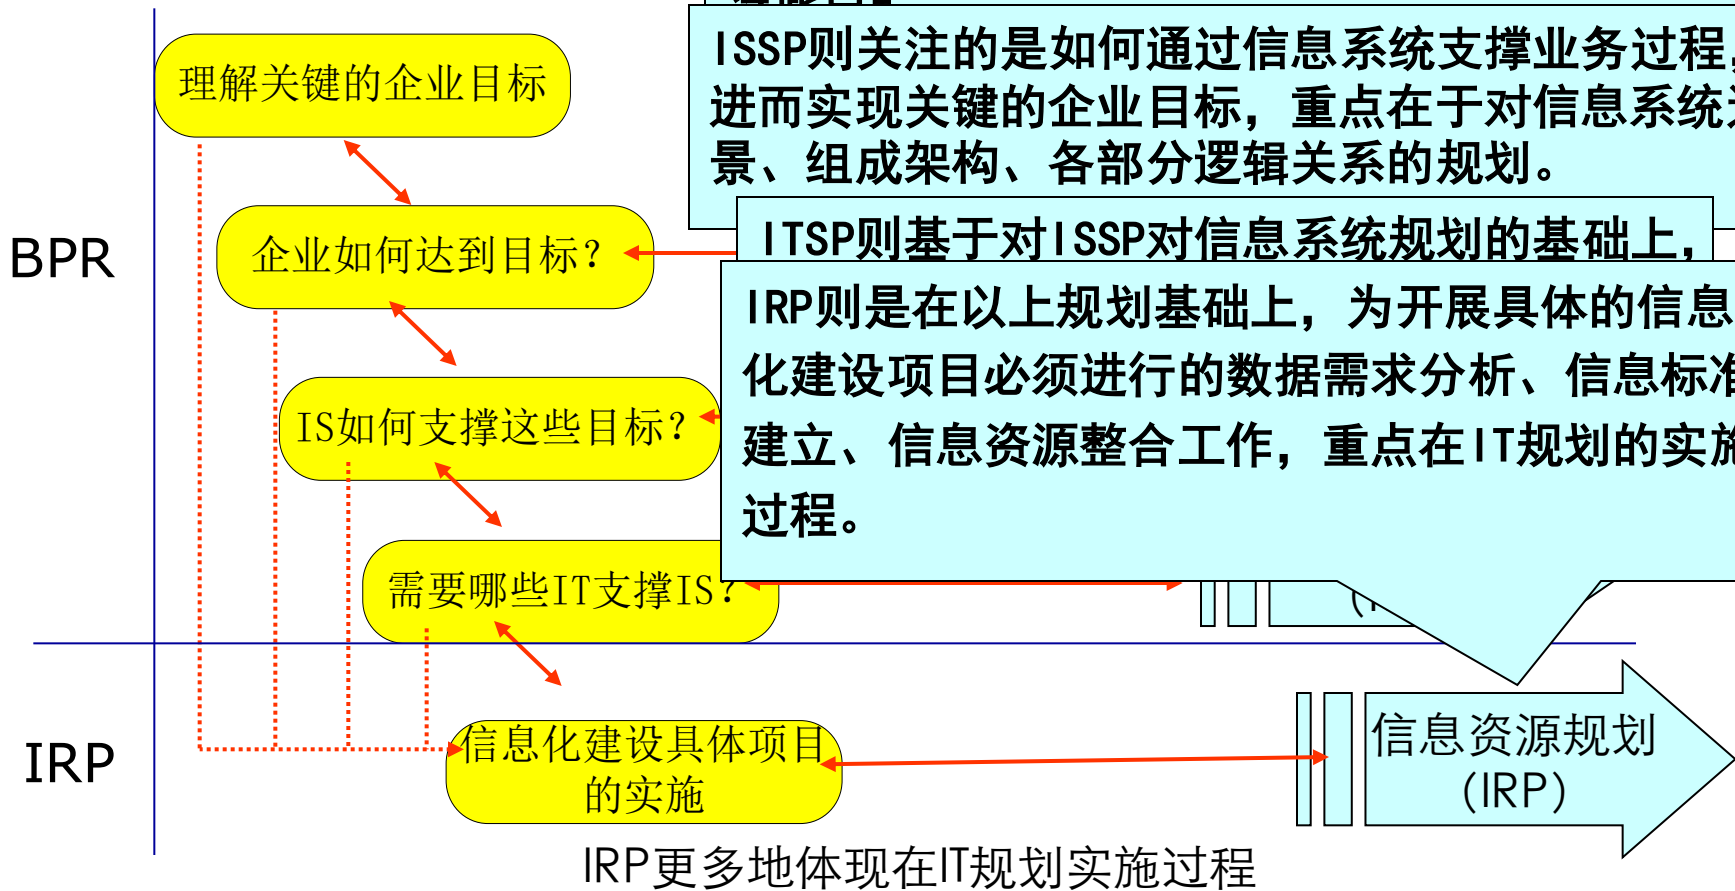 理解关键的企业目标
ISSP则关注的是如何通过信息系统支撑业务过程，
进而实现关键的企业目标，重点在于对信息系统
景、组成架构、各部分逻辑关系的规划。
BPR
企业如何达到目标？
ITSP则基于对ISSP对信息系统规划的基础上，
IRP则是在以上规划基础上，为开展具体的信息
化建设项目必须进行的数据需求分析、信息标准
建立、信息资源整合工作，重点在IT规划的实施
过程。
IS如何支撑这些目标？
需要哪些IT支撑IS？
IRP
信息化建设具体项目
的实施
信息资源规划
(IRP)
IRP更多地体现在IT规划实施过程